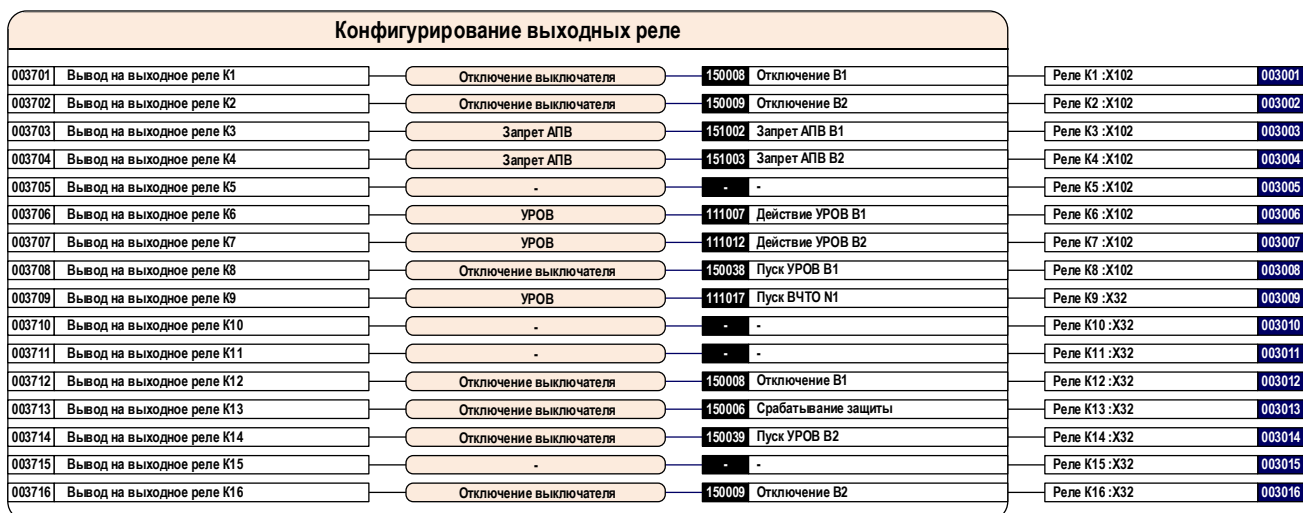 Конфигурирование выходных реле
003701 Вывод на выходное реле К1 Отключение выключателя 150008 Отключение В1 Реле К1 :X102 003001
003702 Вывод на выходное реле К2 Отключение выключателя 150009 Отключение В2 Реле К2 :X102 003002
003703 Вывод на выходное реле К3 Запрет АПВ 151002 Запрет АПВ В1 Реле К3 :X102 003003
003704 Вывод на выходное реле К4 Запрет АПВ 151003 Запрет АПВ В2 Реле К4 :X102 003004
003705 Вывод на выходное реле К5 - - - Реле К5 :X102 003005
003706 Вывод на выходное реле К6 УРОВ 111007 Действие УРОВ В1 Реле К6 :X102 003006
003707 Вывод на выходное реле К7 УРОВ 111012 Действие УРОВ В2 Реле К7 :X102 003007
003708 Вывод на выходное реле К8 Отключение выключателя 150038 Пуск УРОВ В1 Реле К8 :X102 003008
003709 Вывод на выходное реле К9 УРОВ 111017 Пуск ВЧТО N1 Реле К9 :X32 003009
003710 Вывод на выходное реле К10 - - - Реле К10 :X32 003010
003711 Вывод на выходное реле К11 - - - Реле К11 :X32 003011
003712 Вывод на выходное реле К12 Отключение выключателя 150008 Отключение В1 Реле К12 :X32 003012
003713 Вывод на выходное реле К13 Отключение выключателя 150006 Срабатывание защиты Реле К13 :X32 003013
003714 Вывод на выходное реле К14 Отключение выключателя 150039 Пуск УРОВ В2 Реле К14 :X32 003014
003715 Вывод на выходное реле К15 - - - Реле К15 :X32 003015
003716 Вывод на выходное реле К16 Отключение выключателя 150009 Отключение В2 Реле К16 :X32 003016